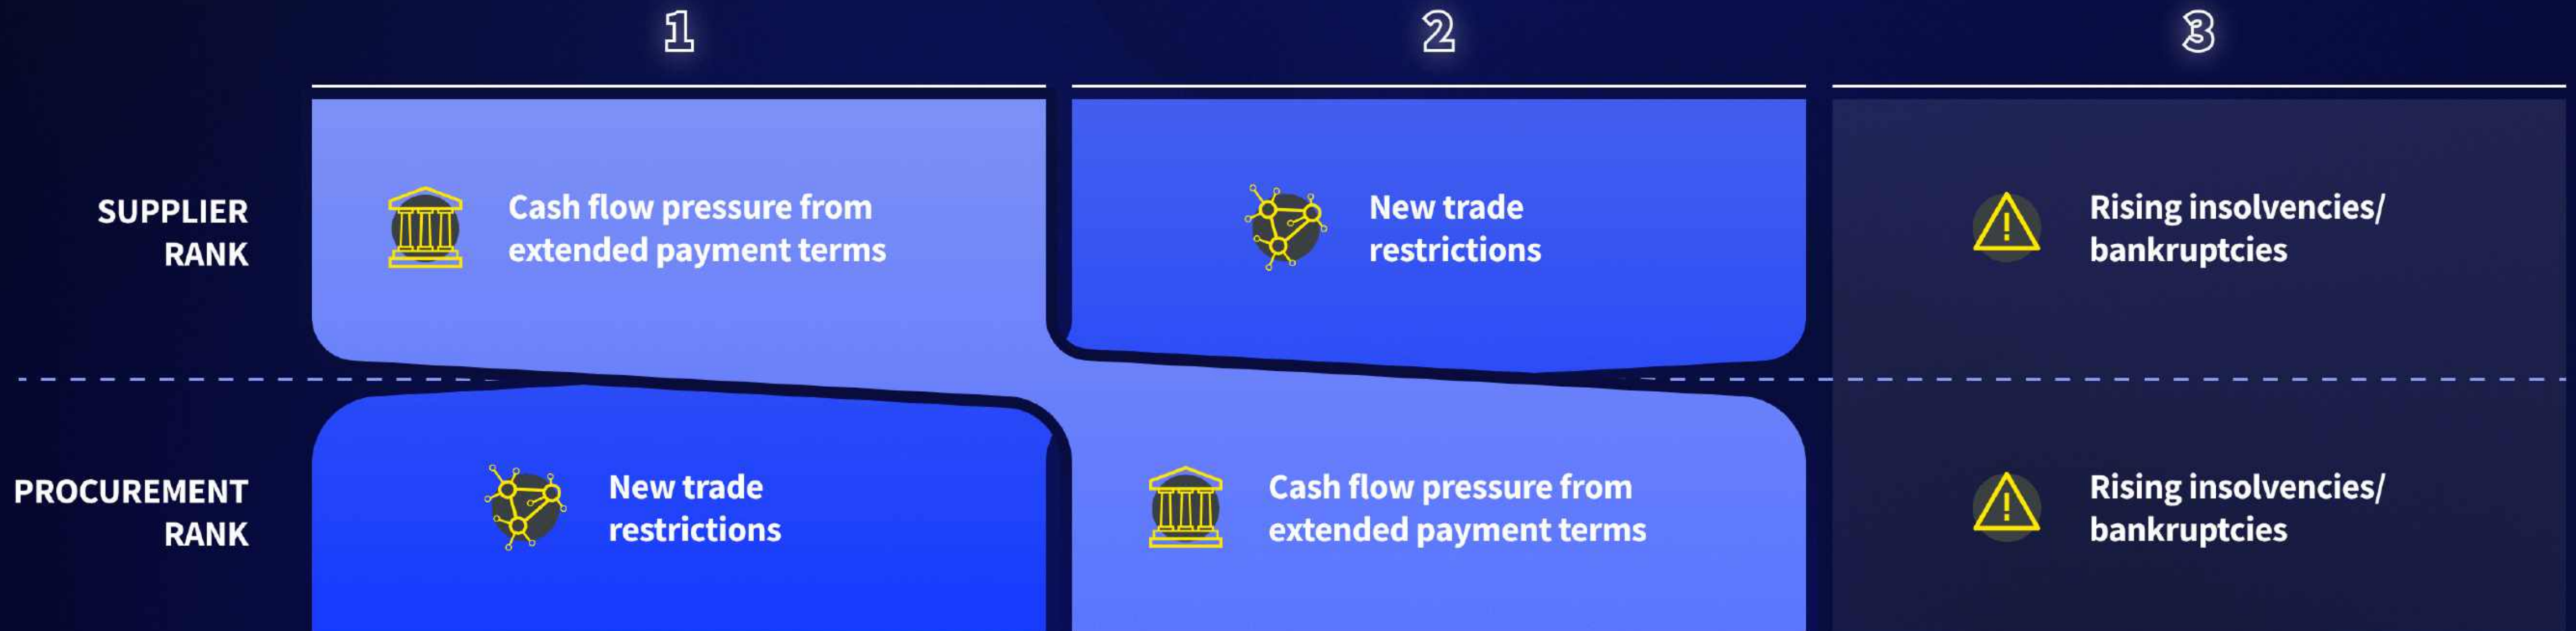 1
2
3
SUPPLIER
RANK
Cash flow pressure from
extended payment terms
New trade
restrictions
Rising insolvencies/
bankruptcies
PROCUREMENT
RANK
New trade
restrictions
Cash flow pressure from
extended payment terms
Rising insolvencies/
bankruptcies